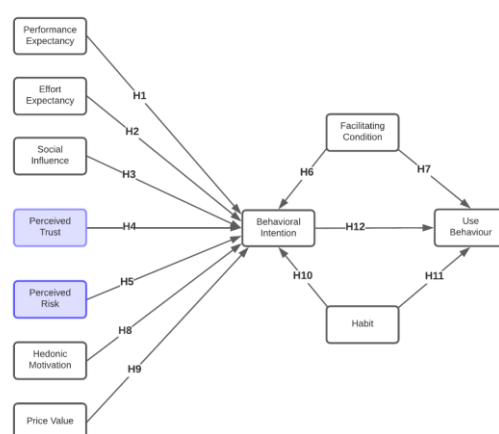 Performance
Expectancy
H1
Effort
Expectancy
H2
Social
Influence
H3
Facilitating
Condition
H6
H7
Perceived
Trust
H4
Behavioral
Intention
H12
Use
Behaviour
Perceived
Risk
H5
H10
H11
Hedonic
Motivation
H8
Habit
H9
Price Value